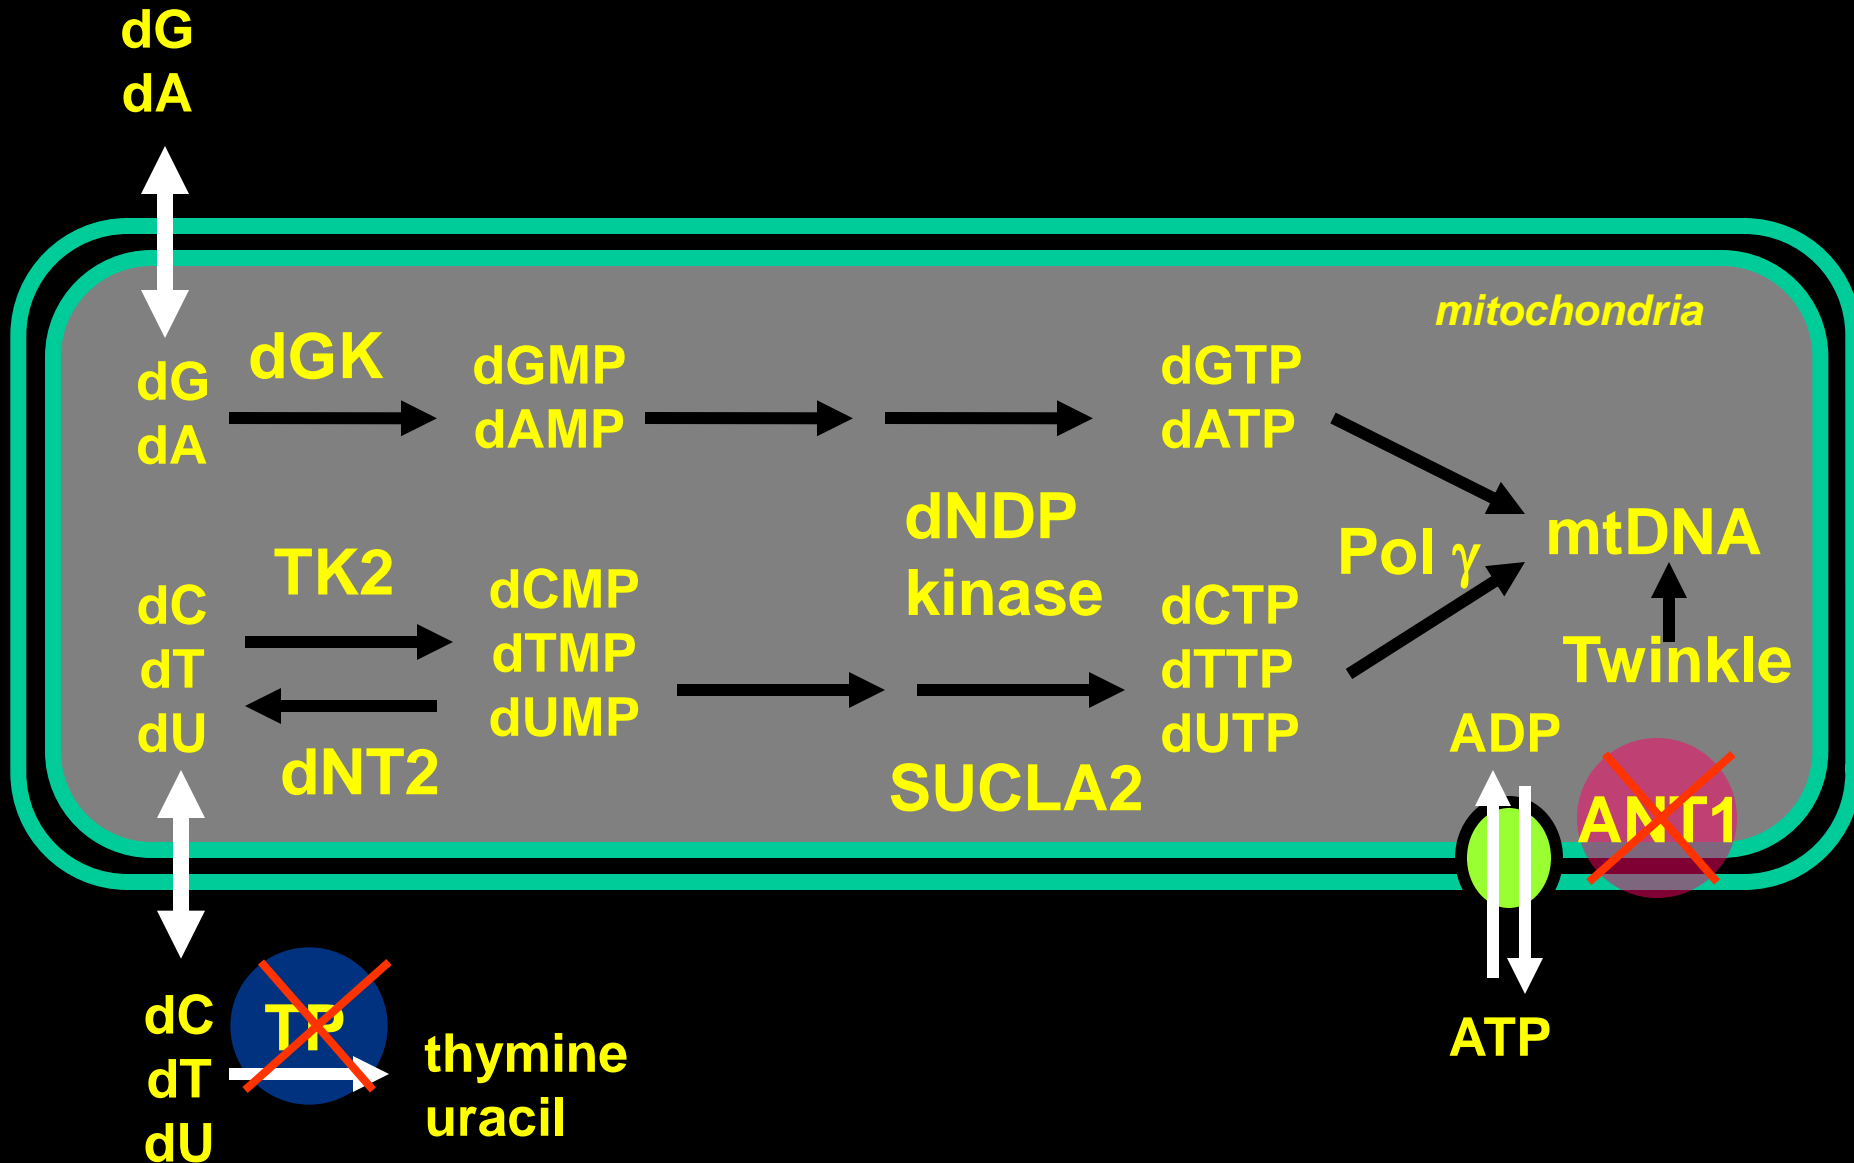 dG
dA
mitochondria
dG
dA
dGK
dGMP
dAMP
dGTP
dATP
dNDP
kinase
Pol γ
mtDNA
Twinkle
dC
dT
dU
TK2
dNT2
dCMP
dTMP
dUMP
SUCLA2
dCTP
dTTP
dUTP
ADP
ANT1
ATP
dC
dT
dU
TP
thymine
uracil